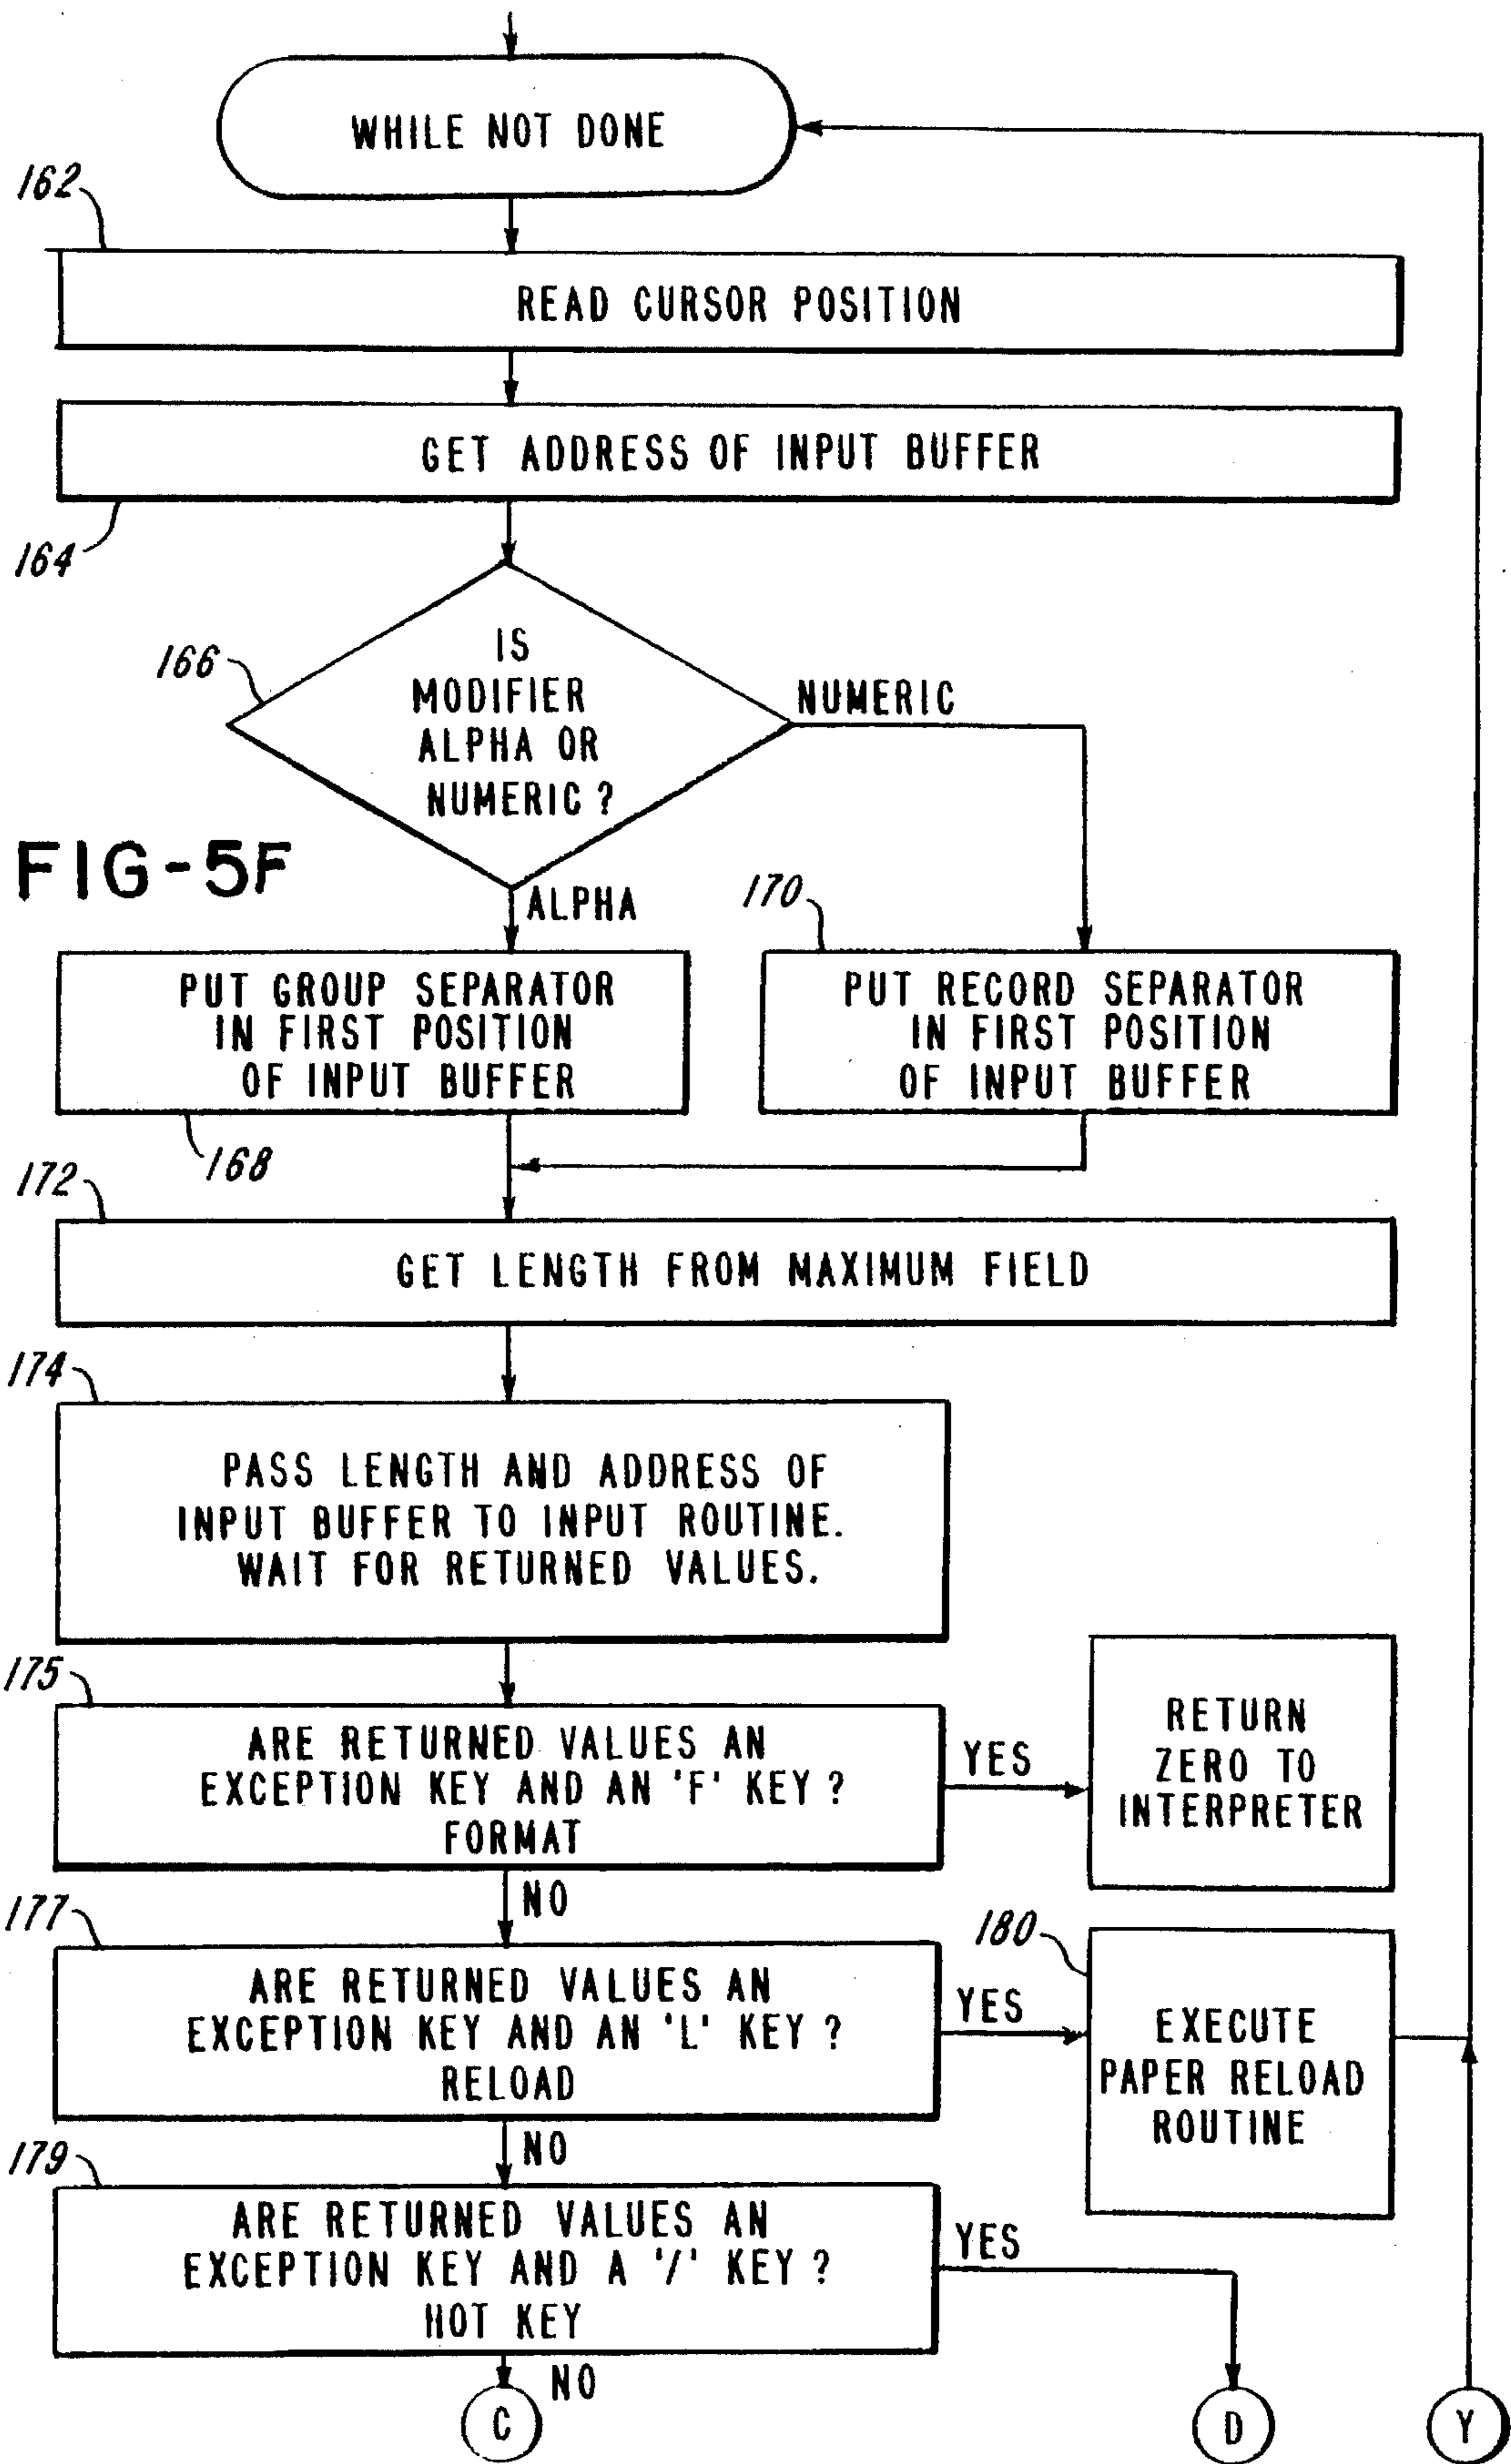 WHILE NOT DONE
162
READ CURSOR POSITION
GET ADDRESS OF INPUT BUFFER
164
166
IS
MODIFIER
ALPHA OR
NUMERIC ?
NUMERIC
FIG-5F
ALPHA
170
PUT GROUP SEPARATOR
IN FIRST POSITION
OF INPUT BUFFER
PUT RECORD SEPARATOR
IN FIRST POSITION
OF INPUT BUFFER
168
172
GET LENGTH FROM MAXIMUM FIELD
174
PASS LENGTH AND ADDRESS OF
INPUT BUFFER TO INPUT ROUTINE.
WAIT FOR RETURNED VALUES.
175
ARE RETURNED VALUES AN
EXCEPTION KEY AND AN 'F' KEY ?
FORMAT
YES
RETURN
ZERO TO
INTERPRETER
NO
177
ARE RETURNED VALUES AN
EXCEPTION KEY AND AN 'L' KEY ?
RELOAD
YES
180
EXECUTE
PAPER RELOAD
ROUTINE
NO
179
ARE RETURNED VALUES AN
EXCEPTION KEY AND A '/' KEY ?
HOT KEY
YES
NO
C
D
Y